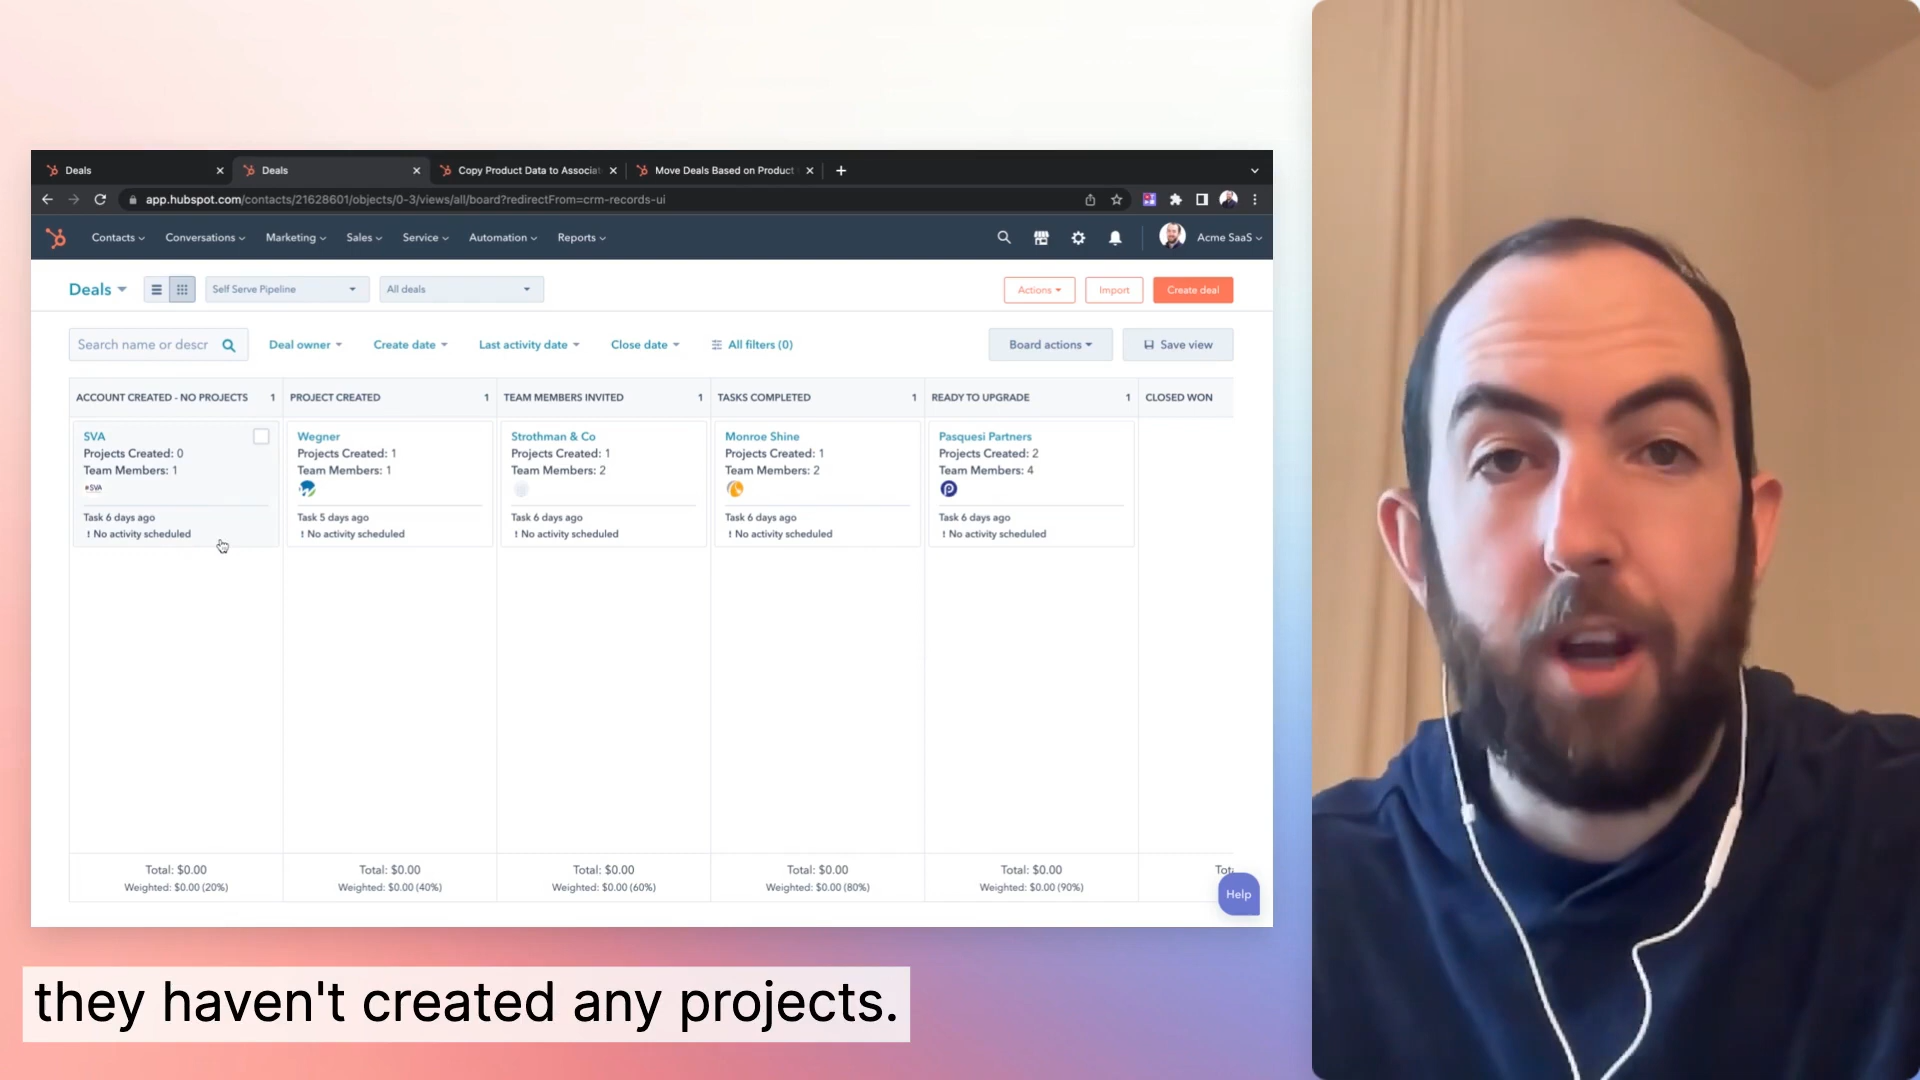 Deals
Deals
Copy Product Data to Associat
Move Deals Based on Product
app.hubspot.com/contacts/21628601/objects/0-3/views/all/board?redirectFrom=crm-records-ui
Contacts Conversations Marketing Sales Service Automation Reports Acme SaaS
Deals Self Serve Pipeline All deals Actions Import Create deal
Search name or descr Deal owner Create date Last activity date Close date All filters (0) Board actions Save view
ACCOUNT CREATED - NO PROJECTS 1 PROJECT CREATED 1 TEAM MEMBERS INVITED 1 TASKS COMPLETED 1 READY TO UPGRADE 1 CLOSED WON
SVA
Projects Created: 0
Team Members: 1
SVA
Task 6 days ago
! No activity scheduled
Wegner
Projects Created: 1
Team Members: 1
Task 5 days ago
! No activity scheduled
Strothman & Co
Projects Created: 1
Team Members: 2
Task 6 days ago
! No activity scheduled
Monroe Shine
Projects Created: 1
Team Members: 2
Task 6 days ago
! No activity scheduled
Pasquesi Partners
Projects Created: 2
Team Members: 4
Task 6 days ago
! No activity scheduled
Total: $0.00 Total: $0.00 Total: $0.00 Total: $0.00 Total: $0.00
Weighted: $0.00 (20%) Weighted: $0.00 (40%) Weighted: $0.00 (60%) Weighted: $0.00 (80%) Weighted: $0.00 (90%)
Help
they haven't created any projects.